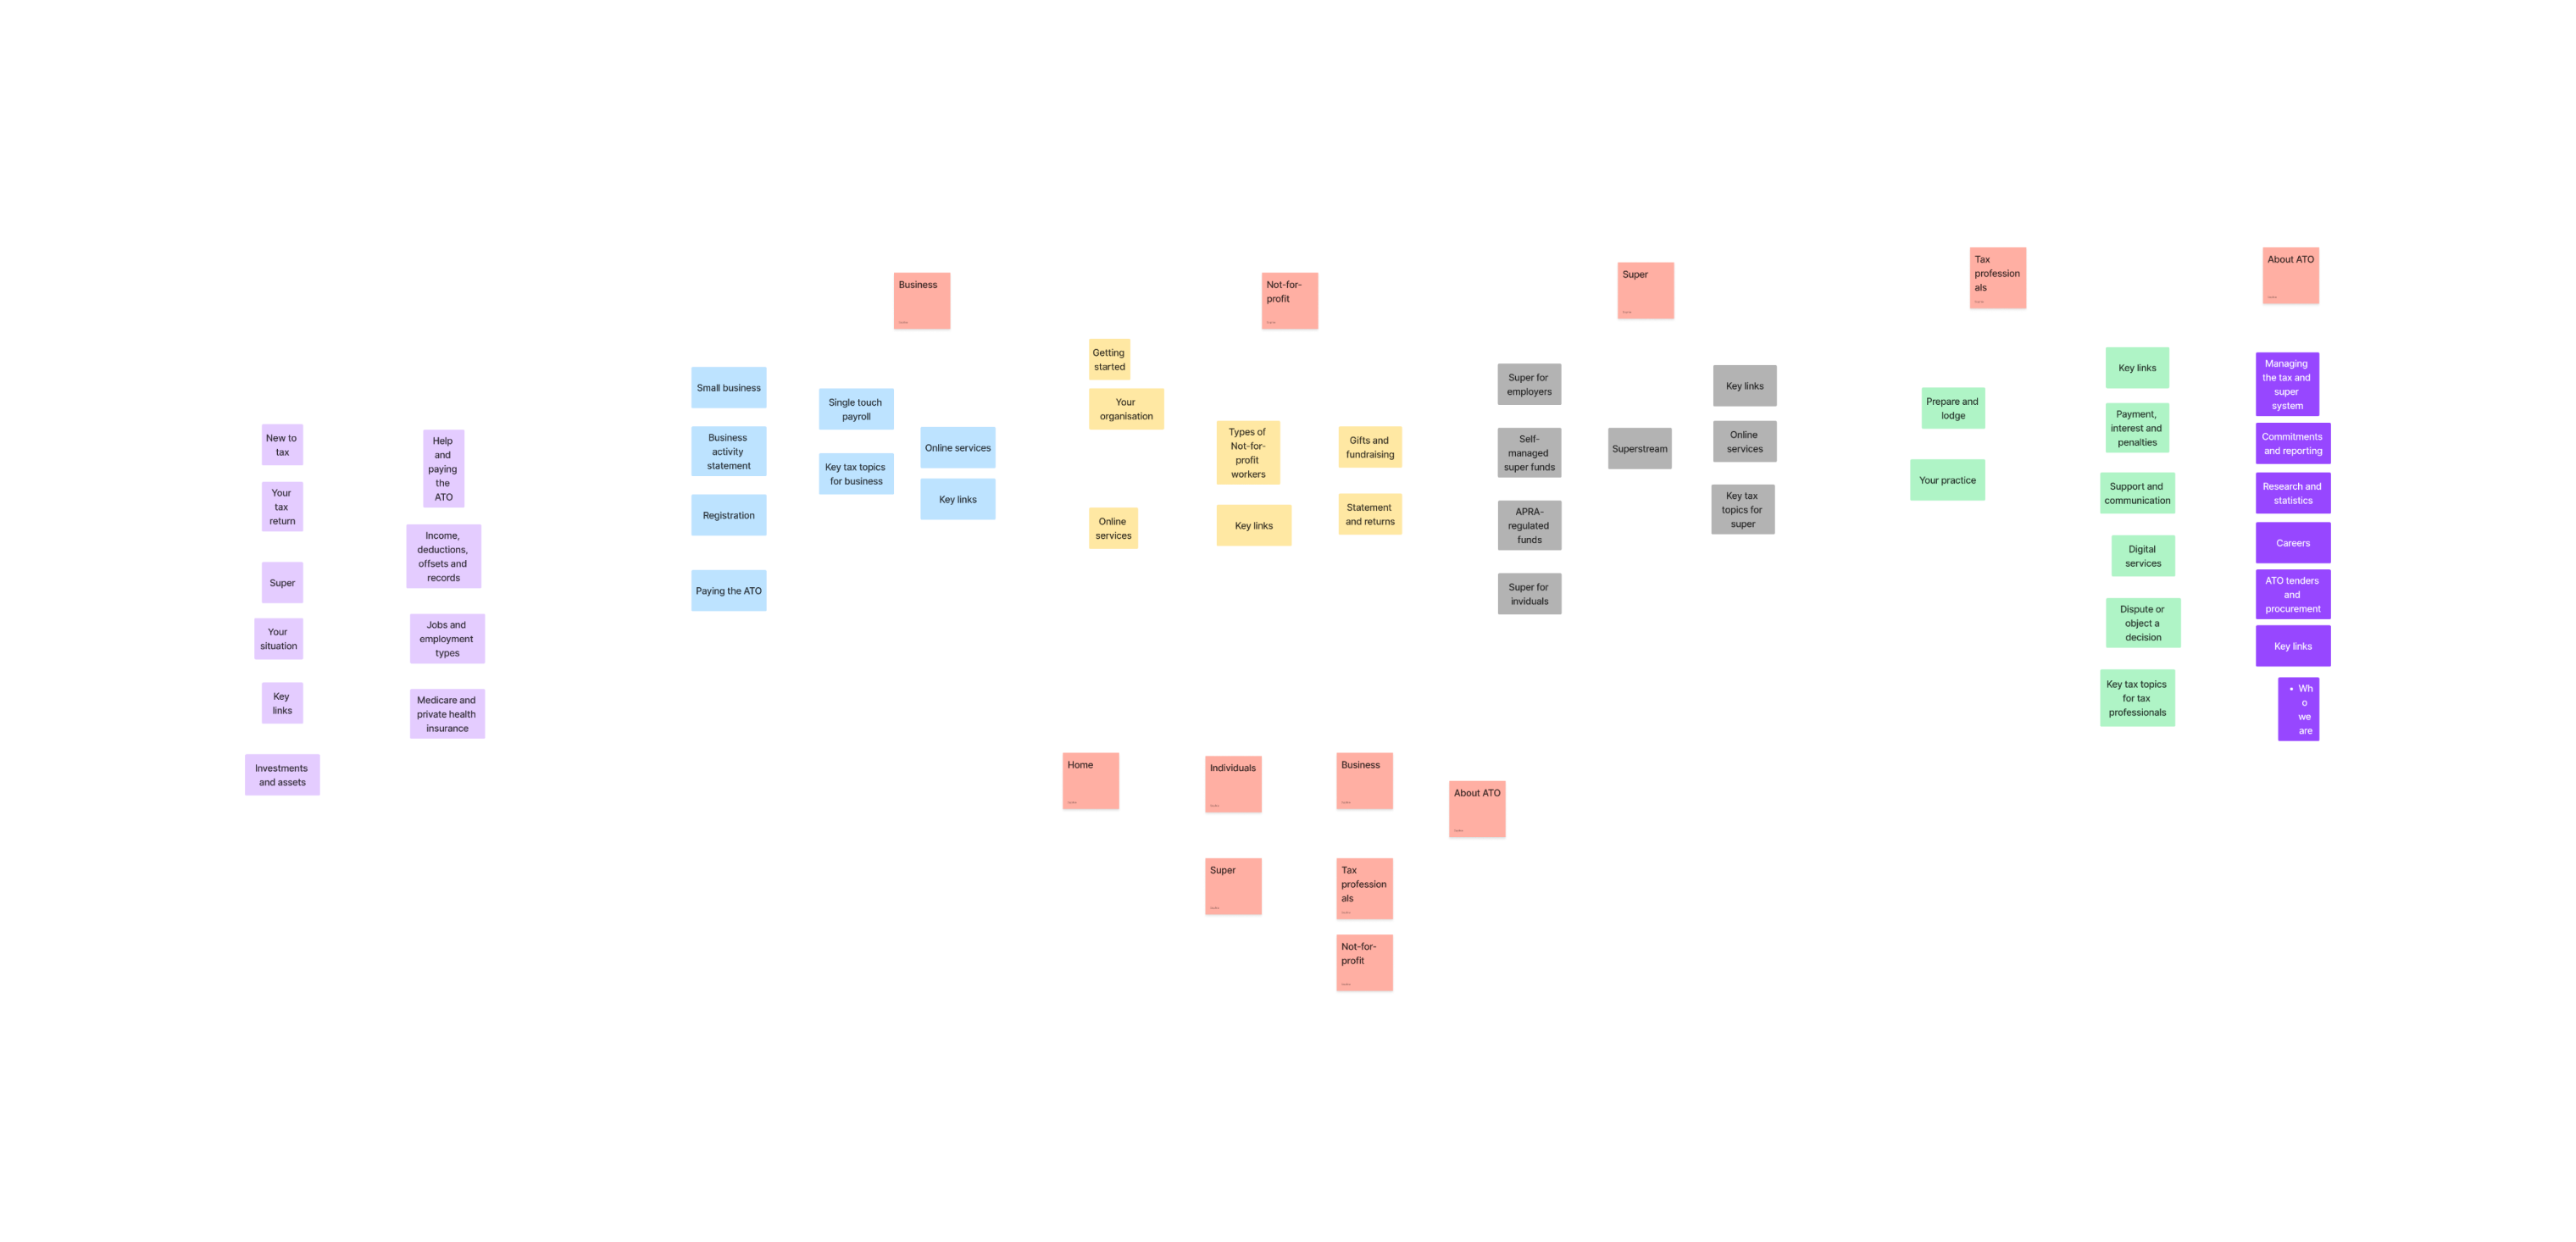 New to
tax
Your
tax
return
Super
Your
situation
Key
links
Investments
and assets
Help
and
paying
the
ATO
Income,
deductions,
offsets and
records
Jobs and
employment
types
Medicare and
private health
insurance
Business
Small business
Business
activity
statement
Registration
Paying the ATO
Single touch
payroll
Key tax topics
for business
Online services
Key links
Not-for-
profit
Getting
started
Your
organisation
Online
services
Types of
Not-for-
profit
workers
Key links
Gifts and
fundraising
Statement
and returns
Super
Super for
employers
Self-
managed
super funds
APRA-
regulated
funds
Super for
inviduals
Superstream
Key links
Online
services
Key tax
topics for
super
Tax
profession
als
Prepare and
lodge
Your practice
Key links
Payment,
interest and
penalties
Support and
communication
Digital
services
Dispute or
object a
decision
Key tax topics
for tax
professionals
About ATO
Managing
the tax and
super
system
Commitments
and reporting
Research and
statistics
Careers
ATO tenders
and
procurement
Key links
• Wh
o
we
are
Home
Individuals
Business
About ATO
Super
Tax
profession
als
Not-for-
profit